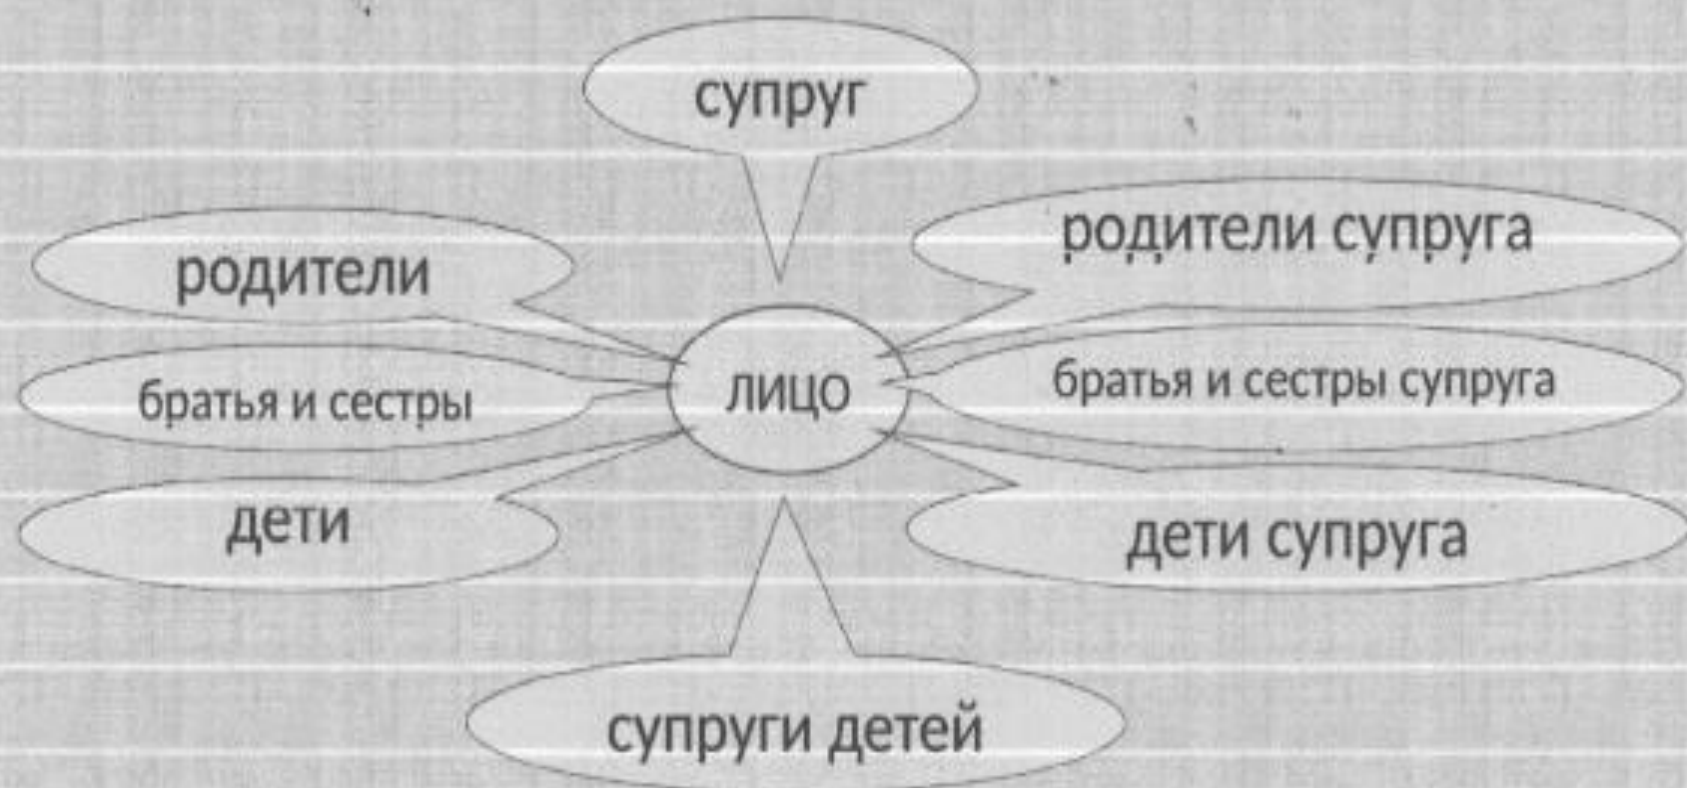 супруг
родители
родители супруга
братья и сестры
лицо
братья и сестры супруга
дети
дети супруга
супруги детей